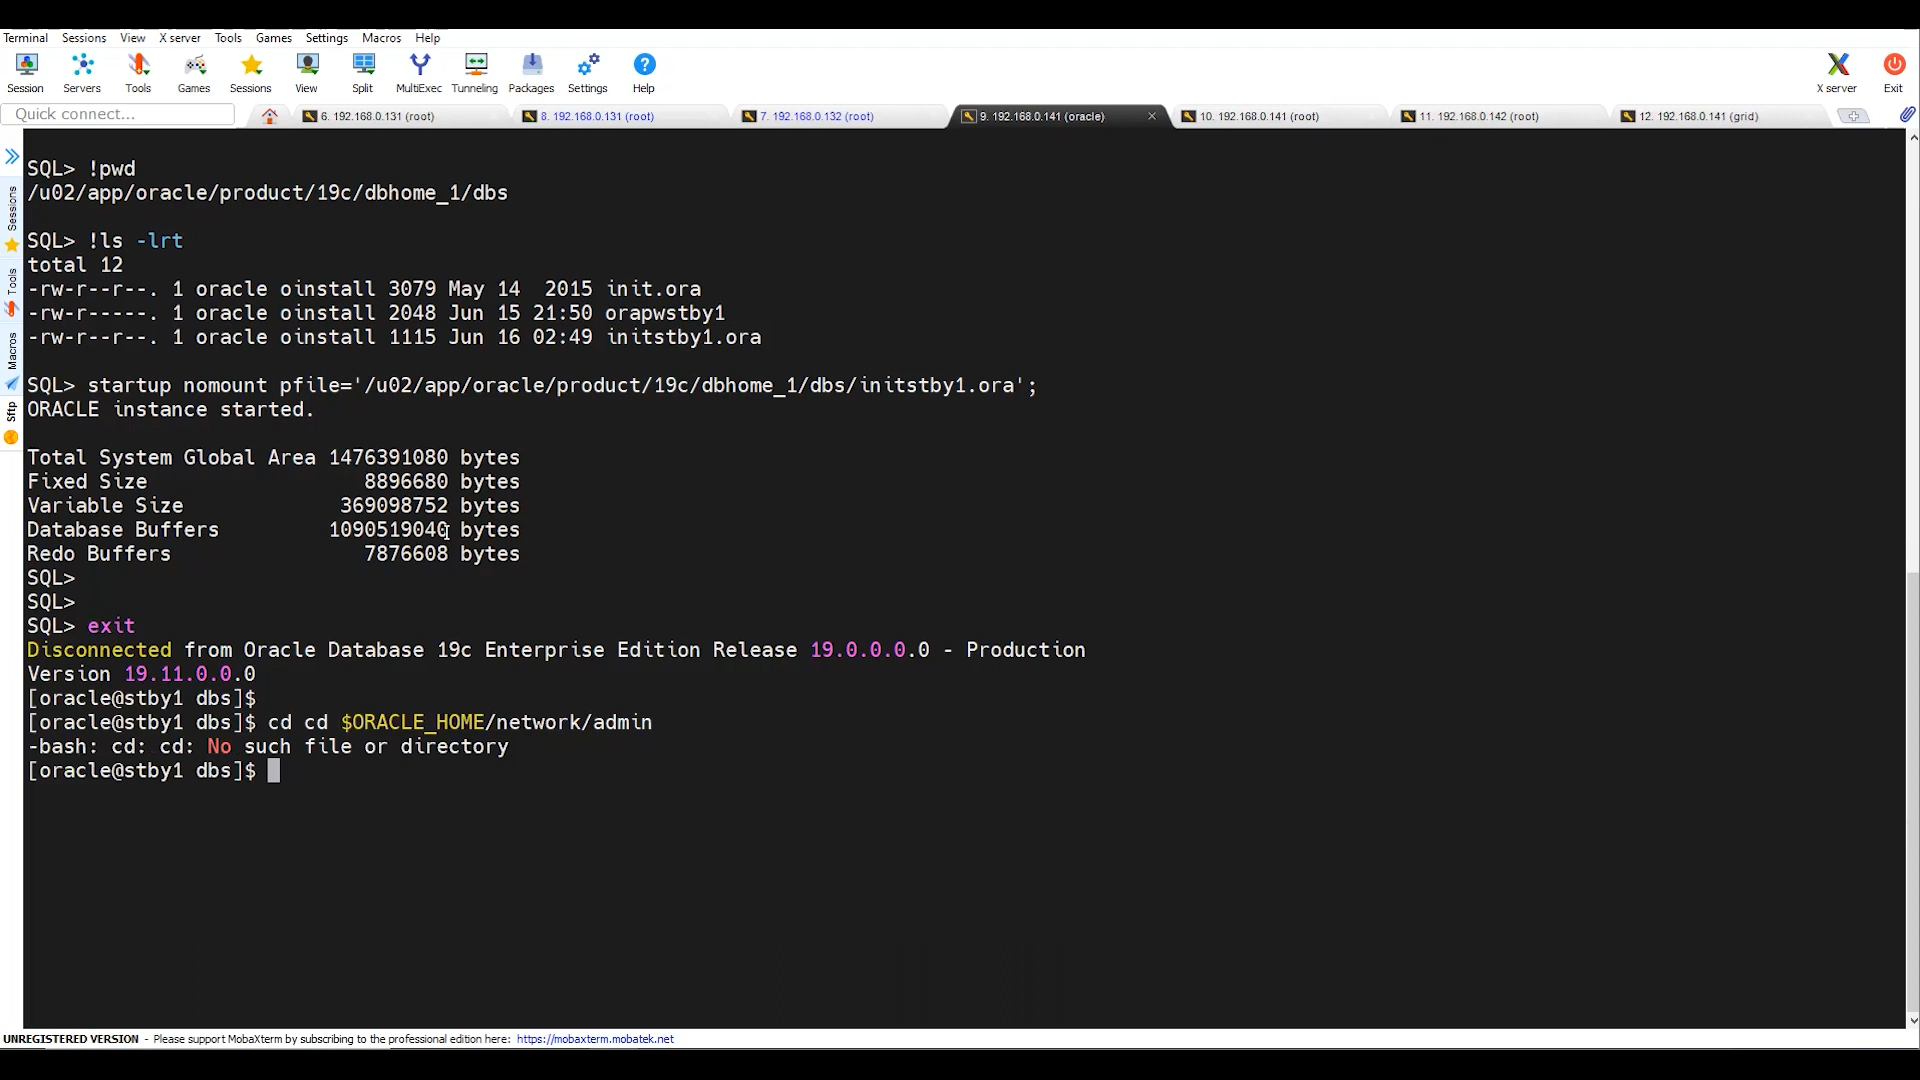 Terminal Sessions View X server Tools Games Settings Macros Help
Session Servers Tools Games Sessions View Split MultiExec Tunneling Packages Settings Help X server Exit
Quick connect... 6. 192.168.0.131 (root) 8. 192.168.0.131 (root) 7. 192.168.0.132 (root) 9. 192.168.0.141 (oracle) 10. 192.168.0.141 (root) 11. 192.168.0.142 (root) 12. 192.168.0.141 (grid)
Sessions
Tools
Macros
Sftp
SQL> !pwd
/u02/app/oracle/product/19c/dbhome_1/dbs
SQL> !ls -lrt
total 12
-rw-r--r--. 1 oracle oinstall 3079 May 14  2015 init.ora
-rw-r-----. 1 oracle oinstall 2048 Jun 15 21:50 orapwstby1
-rw-r--r--. 1 oracle oinstall 1115 Jun 16 02:49 initstby1.ora
SQL> startup nomount pfile='/u02/app/oracle/product/19c/dbhome_1/dbs/initstby1.ora';
ORACLE instance started.
Total System Global Area 1476391080 bytes
Fixed Size                  8896680 bytes
Variable Size             369098752 bytes
Database Buffers         1090519040 bytes
Redo Buffers                7876608 bytes
SQL>
SQL>
SQL> exit
Disconnected from Oracle Database 19c Enterprise Edition Release 19.0.0.0.0 - Production
Version 19.11.0.0.0
[oracle@stby1 dbs]$
[oracle@stby1 dbs]$ cd cd $ORACLE_HOME/network/admin
-bash: cd: cd: No such file or directory
[oracle@stby1 dbs]$
UNREGISTERED VERSION - Please support MobaXterm by subscribing to the professional edition here: https://mobaxterm.mobatek.net